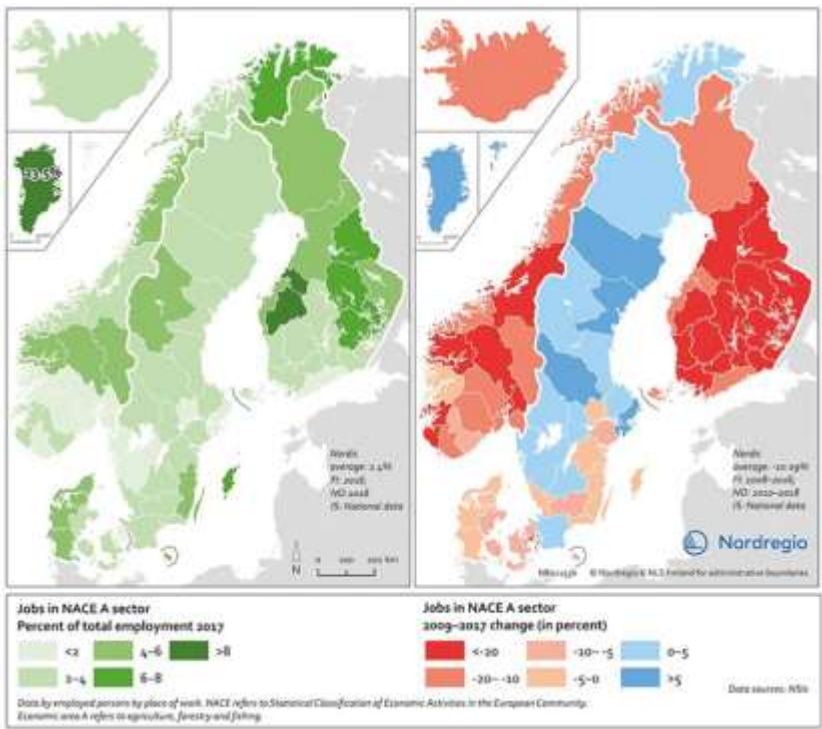 23.5%
Nordic
average: 2.4%
FI: 2016;
NO 2018
IS: National data
N
Nordic
average: -10.29%
FI: 2008-2016;
NO: 2010-2018
IS: National data
Nordregio
© Nordregio & NLS Finland for administrative boundaries
Jobs in NACE A sector
Percent of total employment 2017
<2
4–6
>8
2–4
6–8
Jobs in NACE A sector
2009–2017 change (in percent)
<-20
-10– -5
0–5
-20– -10
-5–0
>5
Data sources: NSIs
Data by employed persons by place of work. NACE refers to Statistical Classification of Economic Activities in the European Community.
Economic area A refers to agriculture, forestry and fishing.